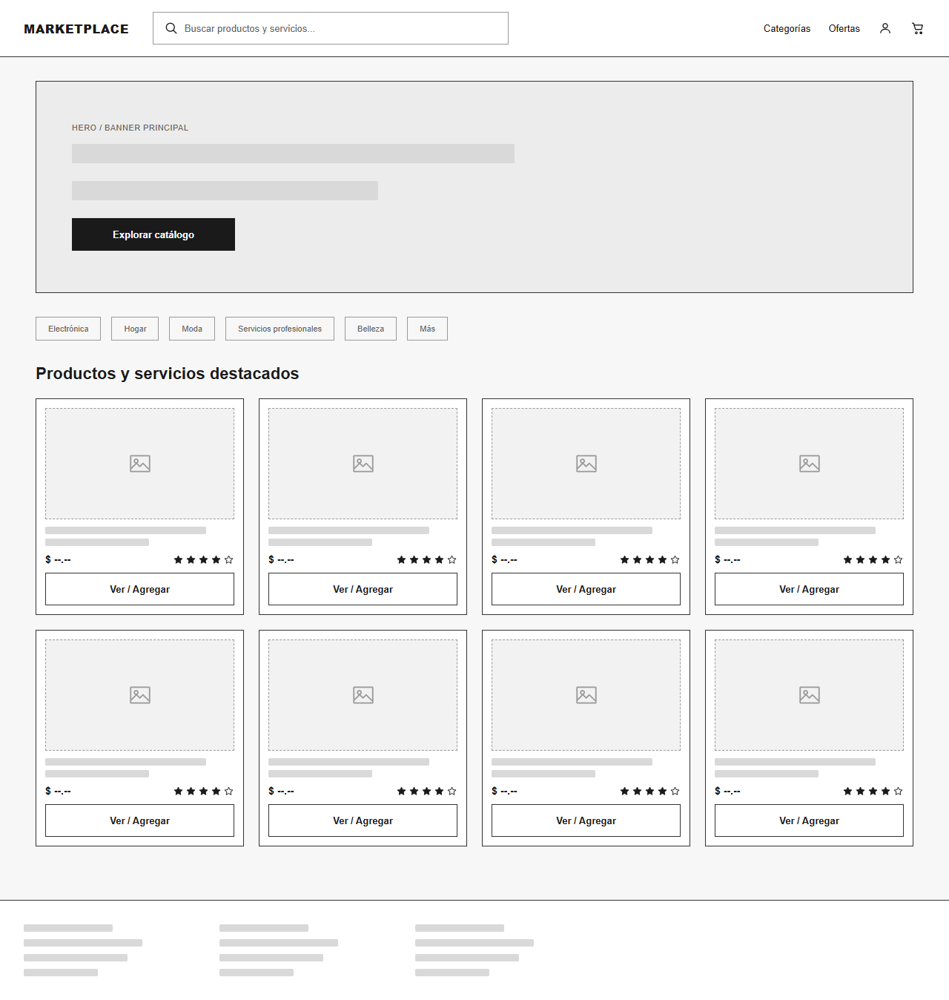 MARKETPLACE
Buscar productos y servicios...
Categorías
Ofertas
HERO / BANNER PRINCIPAL
Explorar catálogo
Electrónica
Hogar
Moda
Servicios profesionales
Belleza
Más
Productos y servicios destacados
$ --.--
$ --.--
$ --.--
$ --.--
Ver / Agregar
Ver / Agregar
Ver / Agregar
Ver / Agregar
$ --.--
$ --.--
$ --.--
$ --.--
Ver / Agregar
Ver / Agregar
Ver / Agregar
Ver / Agregar